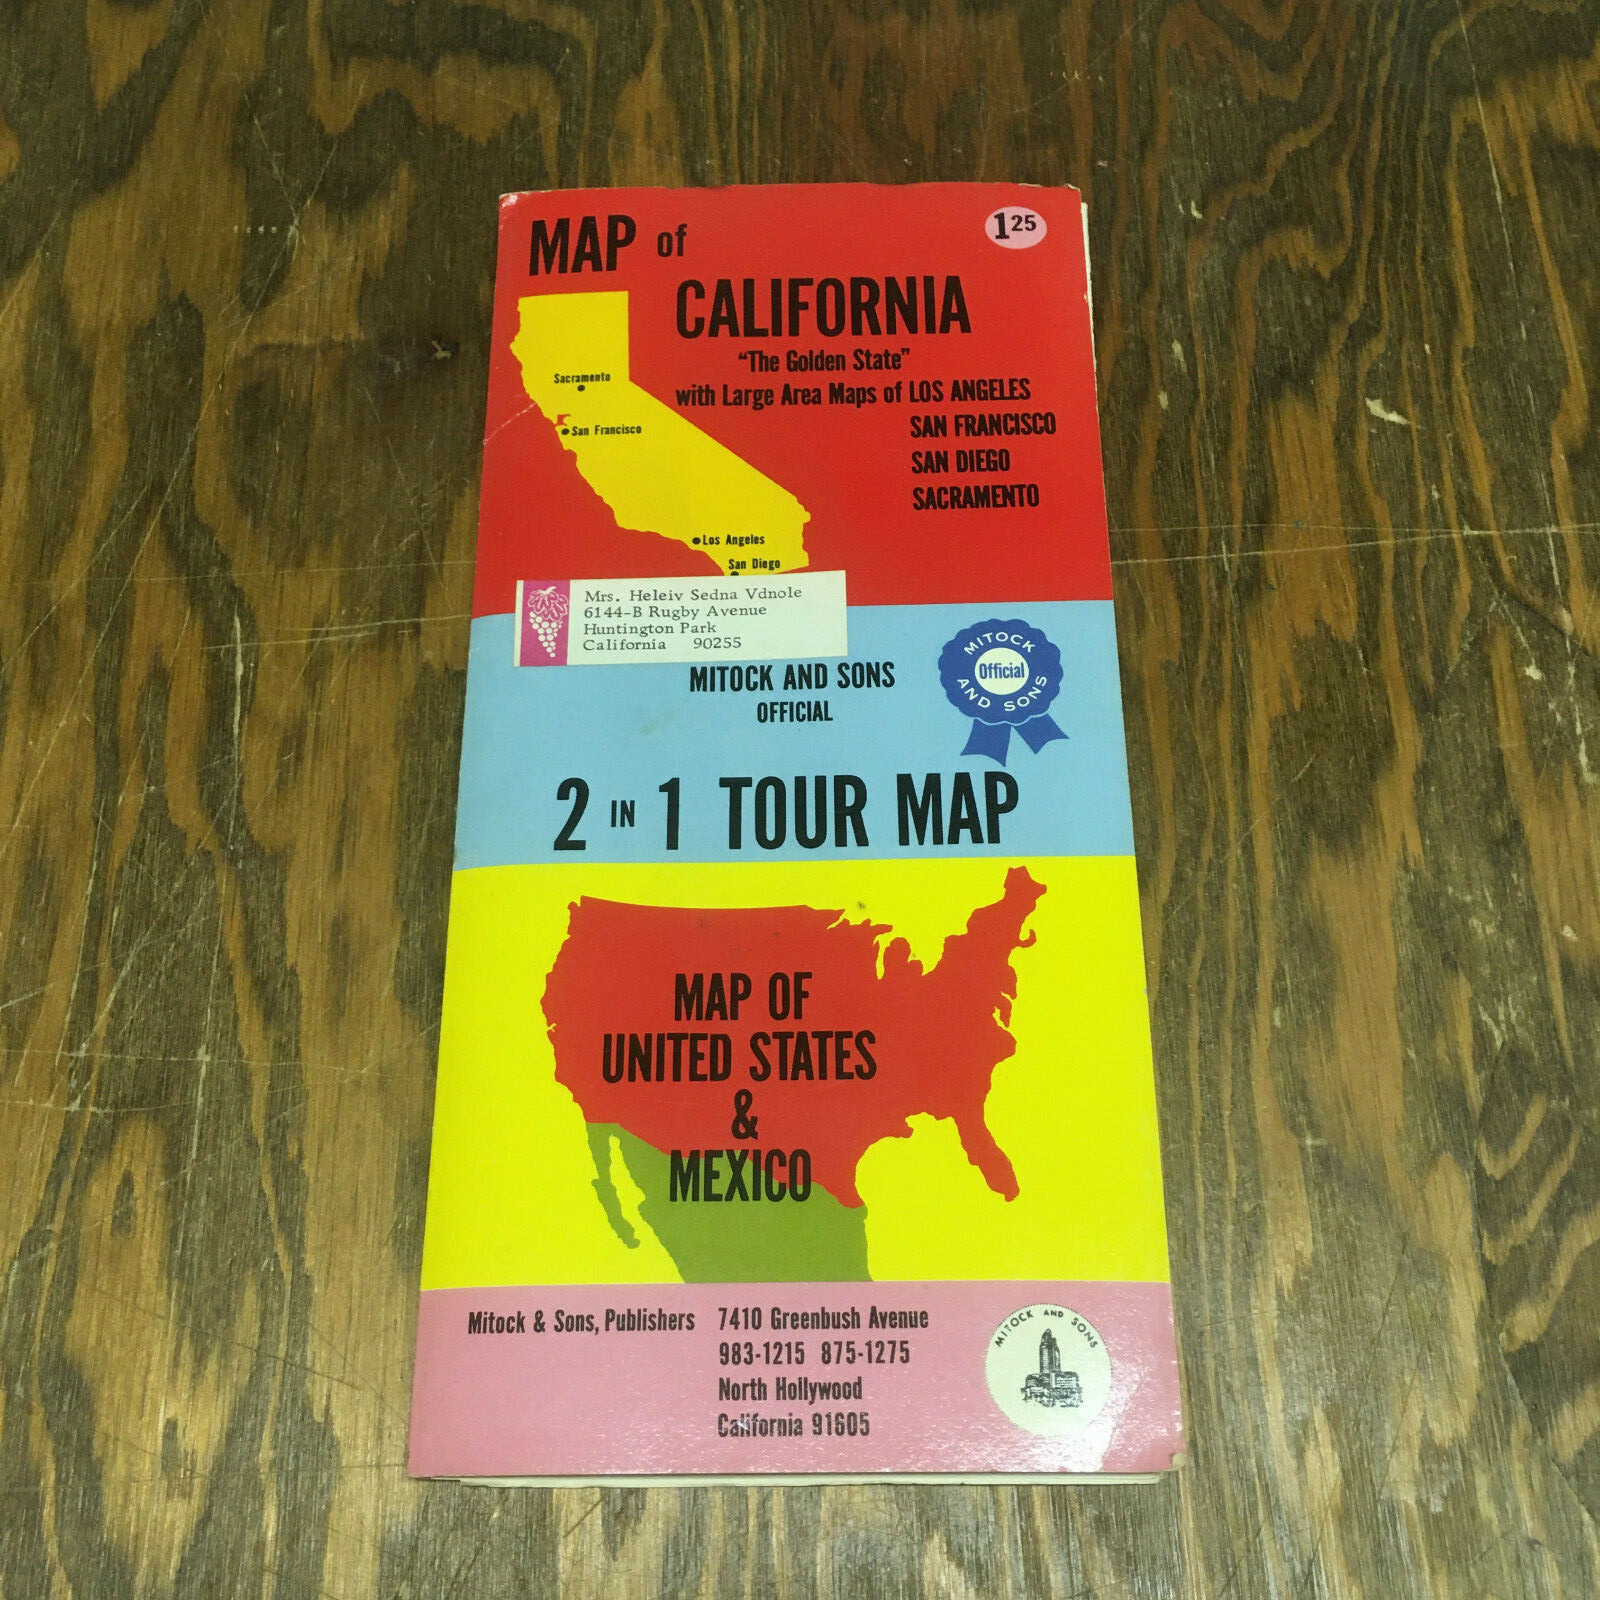 MAP of
1 25
CALIFORNIA
"The Golden State"
with Large Area Maps of LOS ANGELES
SAN FRANCISCO
SAN DIEGO
SACRAMENTO
Sacramento
San Francisco
Los Angeles
San Diego
Mrs. Heleiv Sedna Vdnole
6144-B Rugby Avenue
Huntington Park
California 90255
MITOCK AND SONS
OFFICIAL
MITOCK
Official
AND SONS
2 IN 1 TOUR MAP
MAP OF
UNITED STATES
&
MEXICO
Mitock & Sons, Publishers 7410 Greenbush Avenue
983-1215 875-1275
North Hollywood
California 91605
MITOCK AND SONS